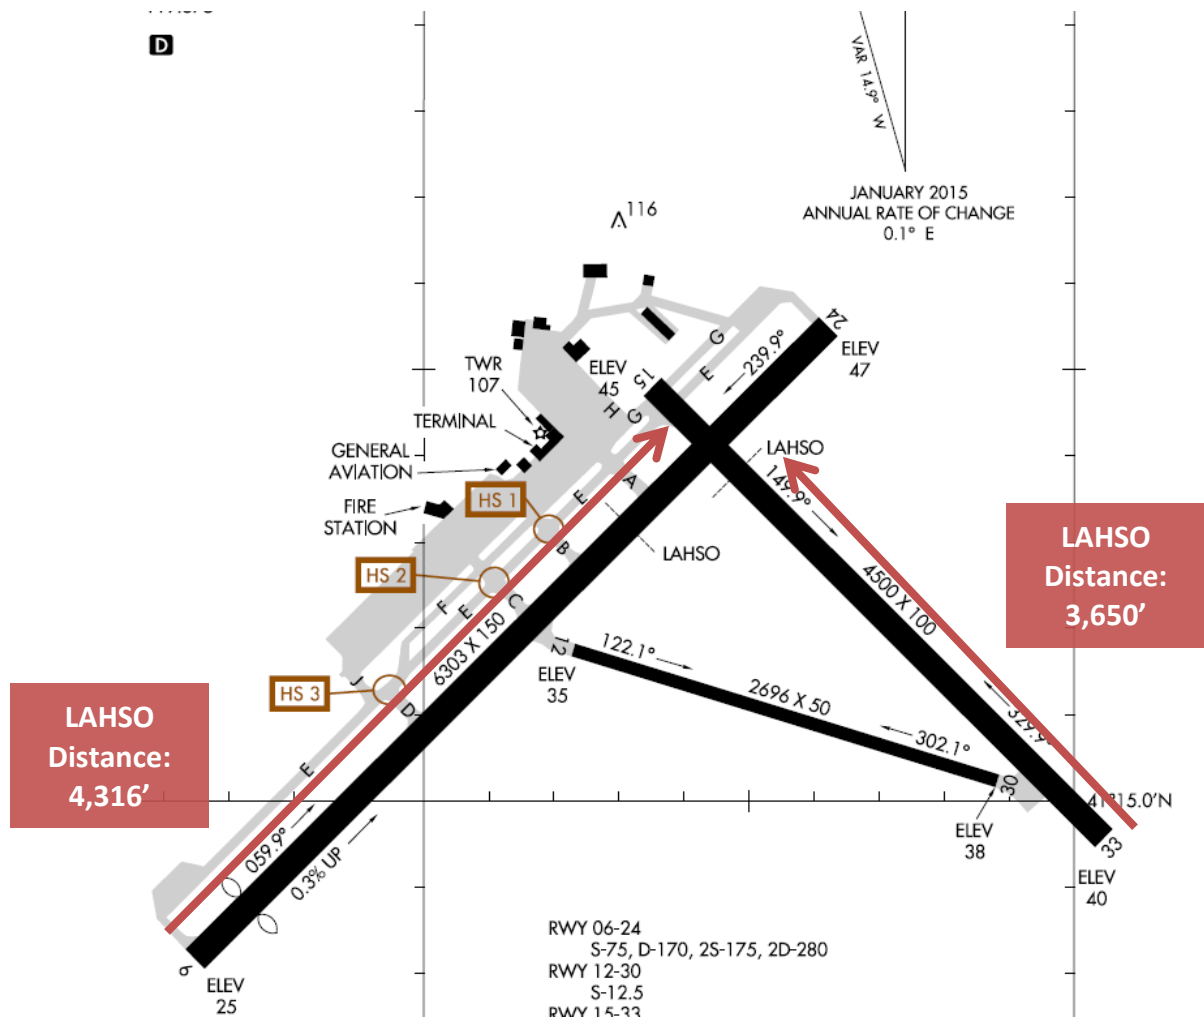 D
VAR 14.9° W
JANUARY 2015
ANNUAL RATE OF CHANGE
0.1° E
116
TWR
107
TERMINAL
GENERAL
AVIATION
FIRE
STATION
ELEV
45
15
H
G
G
E
24
ELEV
47
239.9°
LAHSO
149.9°
A
E
HS 1
B
LAHSO
HS 2
C
F
E
6303 X 150
12
ELEV
35
122.1°
2696 X 50
302.1°
30
ELEV
38
4500 X 100
329.9°
LAHSO
Distance:
3,650’
HS 3
J
D
LAHSO
Distance:
4,316’
E
059.9°
0.3% UP
33
ELEV
40
6
ELEV
25
RWY 06-24
S-75, D-170, 2S-175, 2D-280
RWY 12-30
S-12.5
RWY 15-33